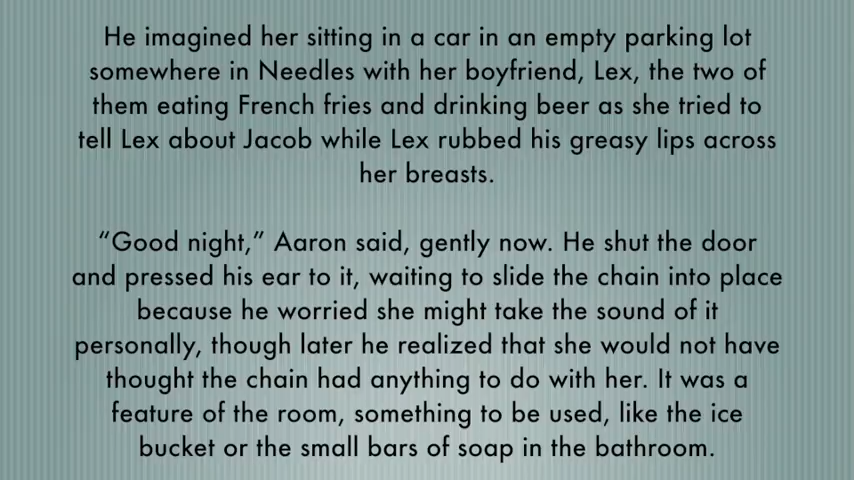 He imagined her sitting in a car in an empty parking lot
somewhere in Needles with her boyfriend, Lex, the two of
them eating French fries and drinking beer as she tried to
tell Lex about Jacob while Lex rubbed his greasy lips across
her breasts.
“Good night,” Aaron said, gently now. He shut the door
and pressed his ear to it, waiting to slide the chain into place
because he worried she might take the sound of it
personally, though later he realized that she would not have
thought the chain had anything to do with her. It was a
feature of the room, something to be used, like the ice
bucket or the small bars of soap in the bathroom.